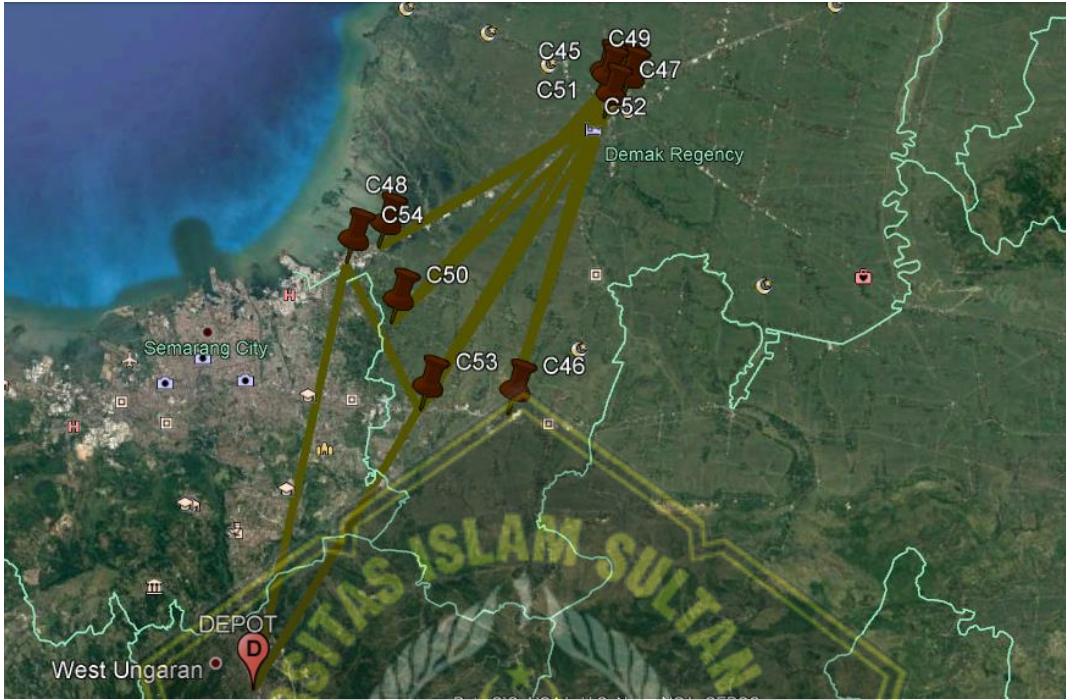 C49
C45
C47
C51
C52
Demak Regency
C48
C54
C50
Semarang City
C53
C46
SITAS ISLAM SULTAN
DEPOT
D
West Ungaran
H
H